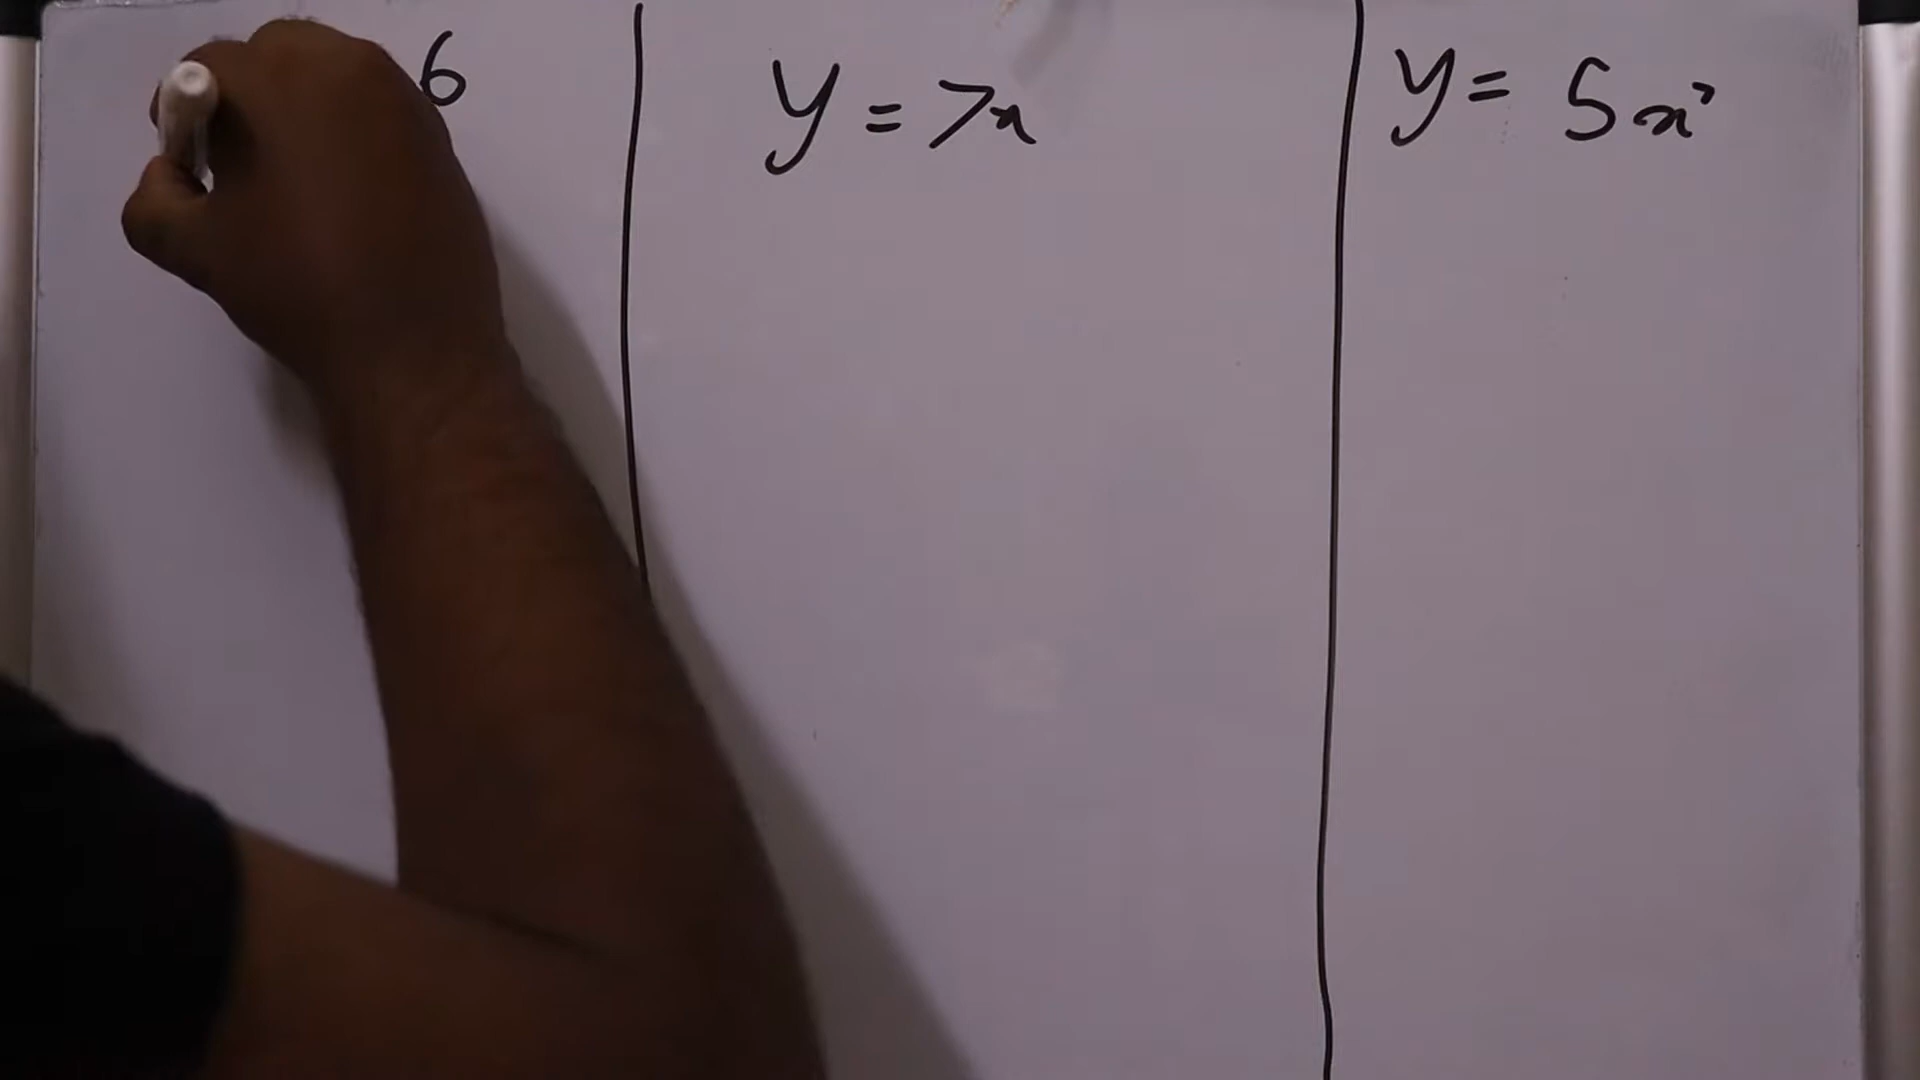 6
y = 7x
y = 5x²